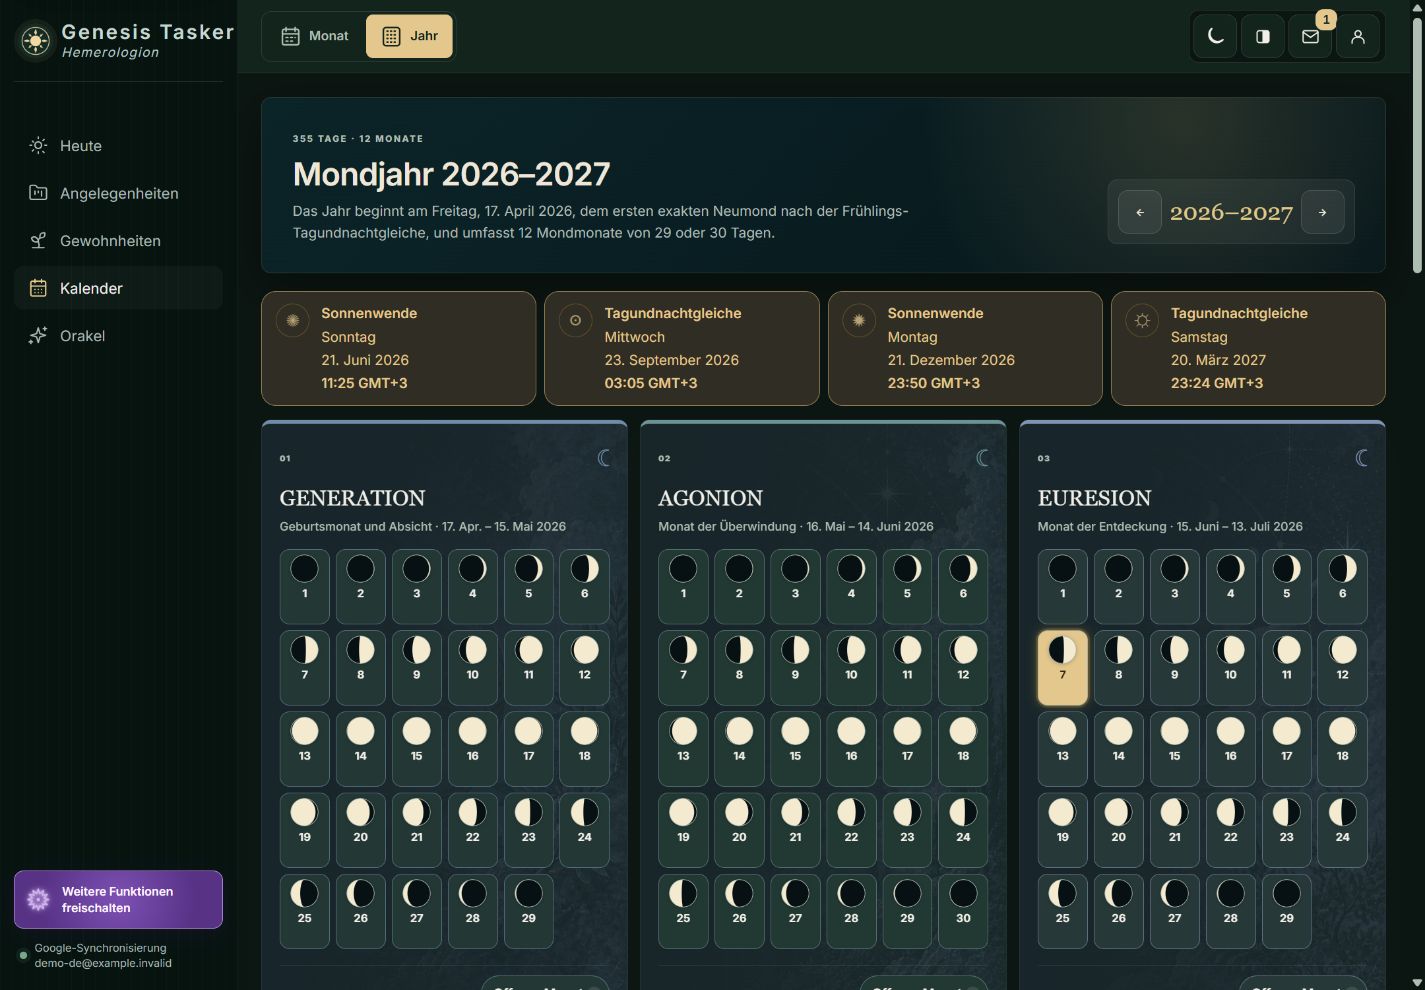 Genesis Tasker
Hemerologion
Monat
Jahr
1
Heute
Angelegenheiten
Gewohnheiten
Kalender
Orakel
Weitere Funktionen
freischalten
Google-Synchronisierung
demo-de@example.invalid
355 TAGE · 12 MONATE
Mondjahr 2026–2027
Das Jahr beginnt am Freitag, 17. April 2026, dem ersten exakten Neumond nach der Frühlings-
Tagundnachtgleiche, und umfasst 12 Mondmonate von 29 oder 30 Tagen.
← 2026–2027 →
Sonnenwende
Sonntag
21. Juni 2026
11:25 GMT+3
Tagundnachtgleiche
Mittwoch
23. September 2026
03:05 GMT+3
Sonnenwende
Montag
21. Dezember 2026
23:50 GMT+3
Tagundnachtgleiche
Samstag
20. März 2027
23:24 GMT+3
01
GENERATION
Geburtsmonat und Absicht · 17. Apr. – 15. Mai 2026
1 2 3 4 5 6
7 8 9 10 11 12
13 14 15 16 17 18
19 20 21 22 23 24
25 26 27 28 29
02
AGONION
Monat der Überwindung · 16. Mai – 14. Juni 2026
1 2 3 4 5 6
7 8 9 10 11 12
13 14 15 16 17 18
19 20 21 22 23 24
25 26 27 28 29 30
03
EURESION
Monat der Entdeckung · 15. Juni – 13. Juli 2026
1 2 3 4 5 6
7 8 9 10 11 12
13 14 15 16 17 18
19 20 21 22 23 24
25 26 27 28 29